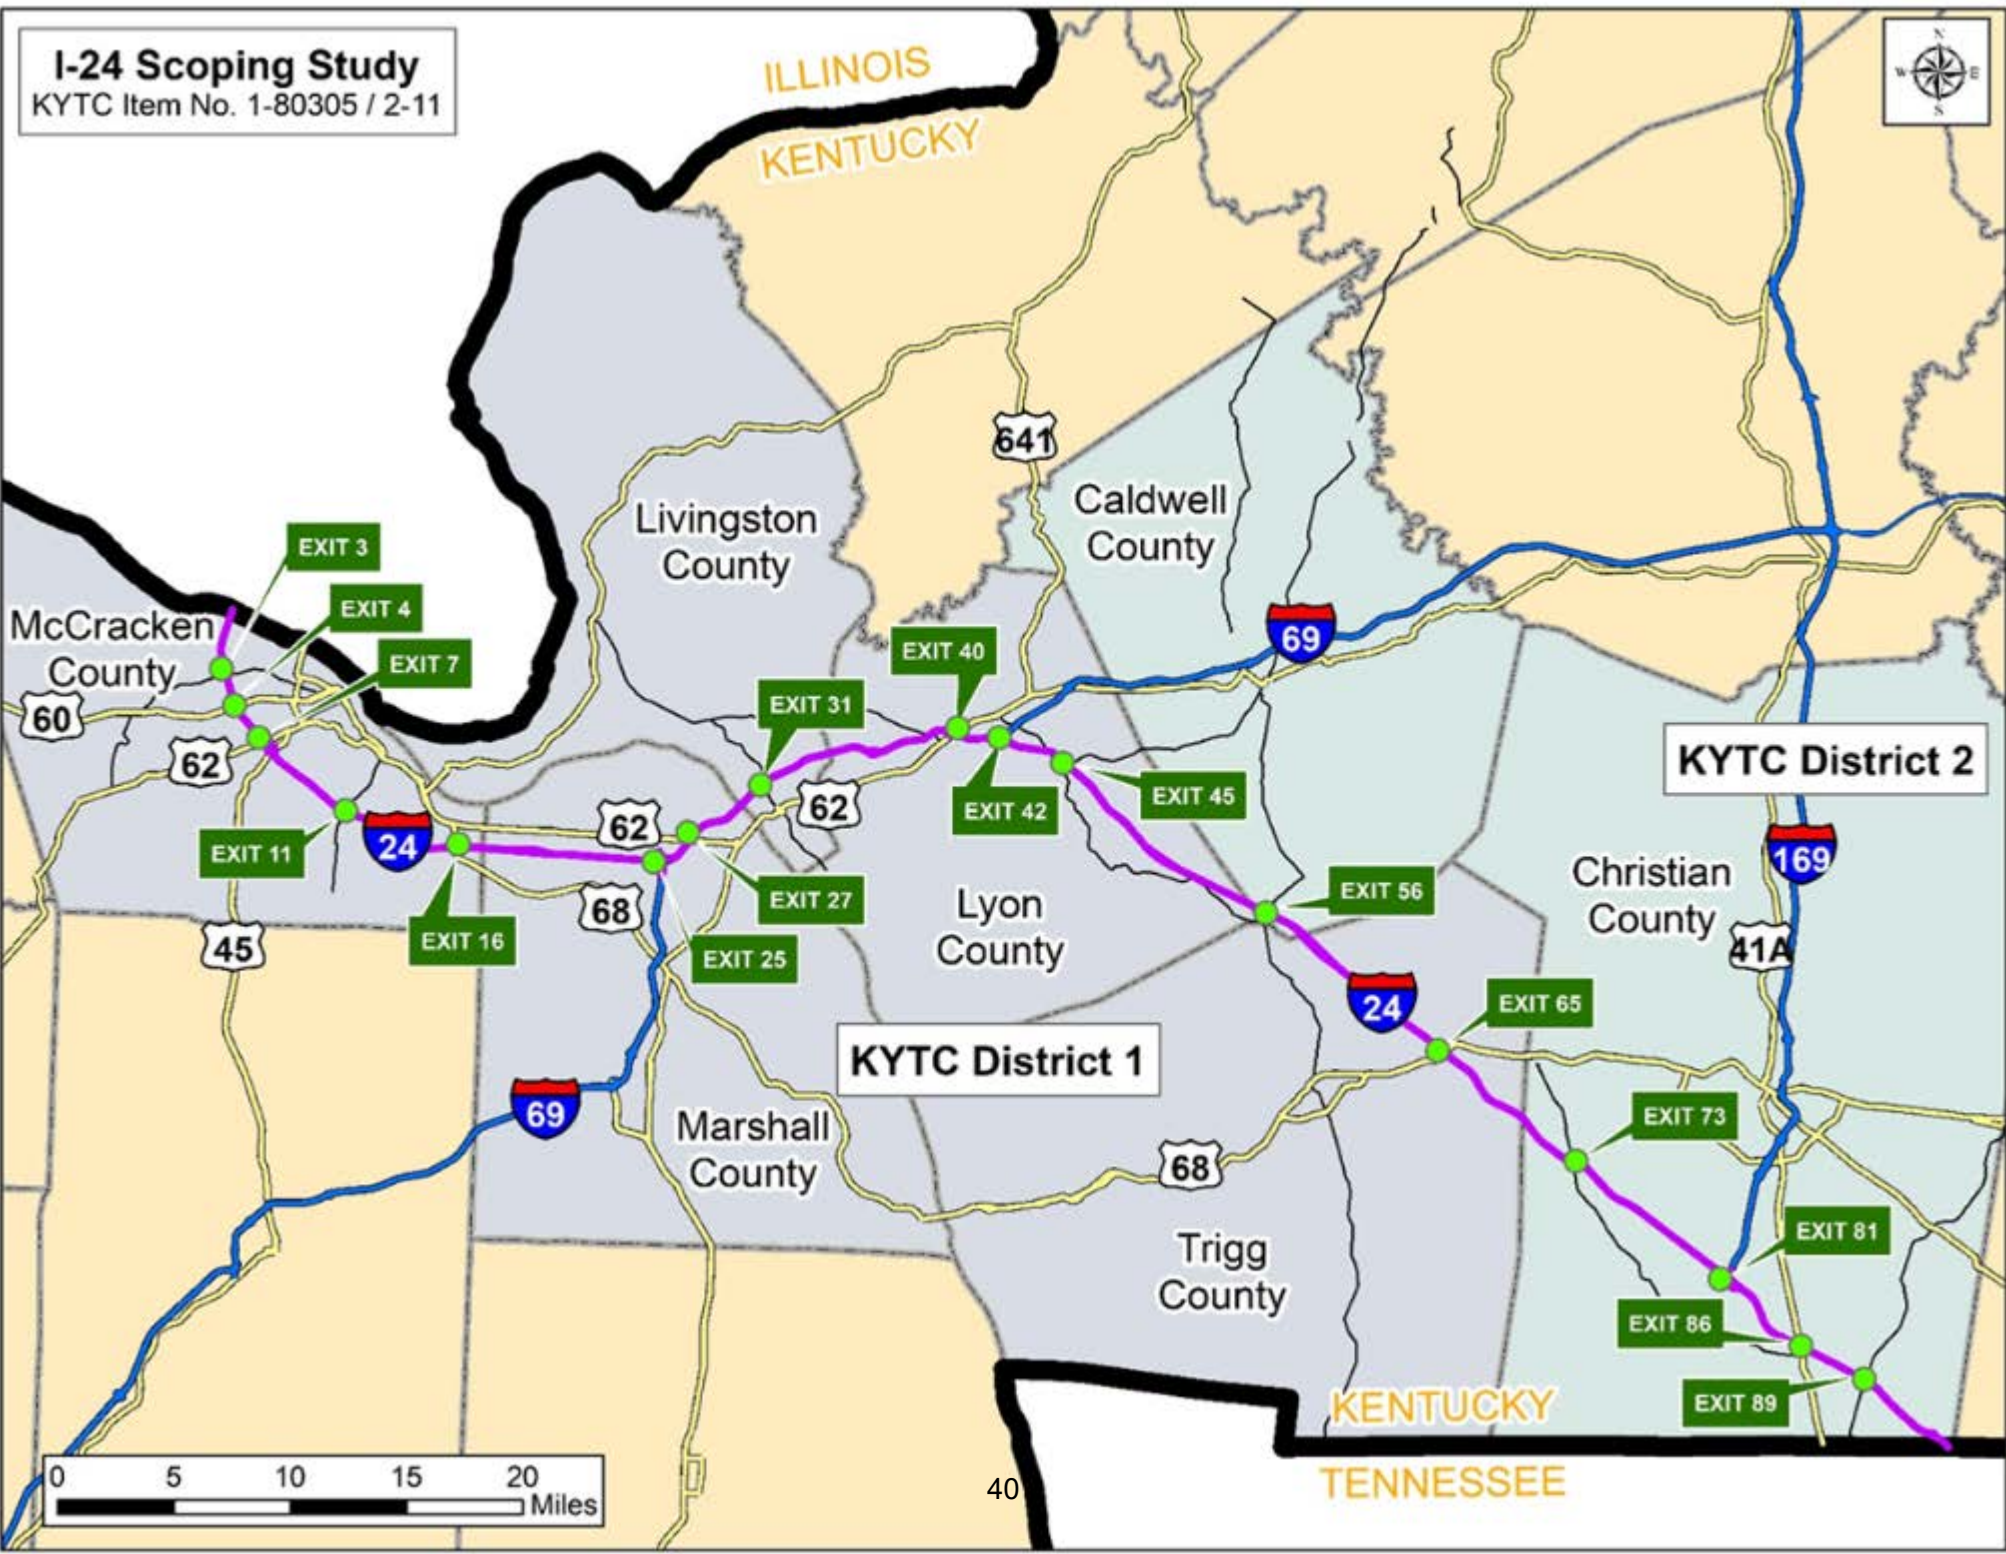 I-24 Scoping Study
KYTC Item No. 1-80305 / 2-11
ILLINOIS
KENTUCKY
N
W
E
S
641
Caldwell
County
Livingston
County
EXIT 3
EXIT 4
McCracken
County
EXIT 7
EXIT 40
69
60
EXIT 31
62
KYTC District 2
EXIT 45
EXIT 42
62
62
24
EXIT 11
169
Christian
County
EXIT 56
EXIT 27
68
Lyon
County
45
EXIT 16
EXIT 25
41A
24
EXIT 65
KYTC District 1
69
EXIT 73
Marshall
County
68
EXIT 81
Trigg
County
EXIT 86
EXIT 89
KENTUCKY
TENNESSEE
0 5 10 15 20
Miles
40